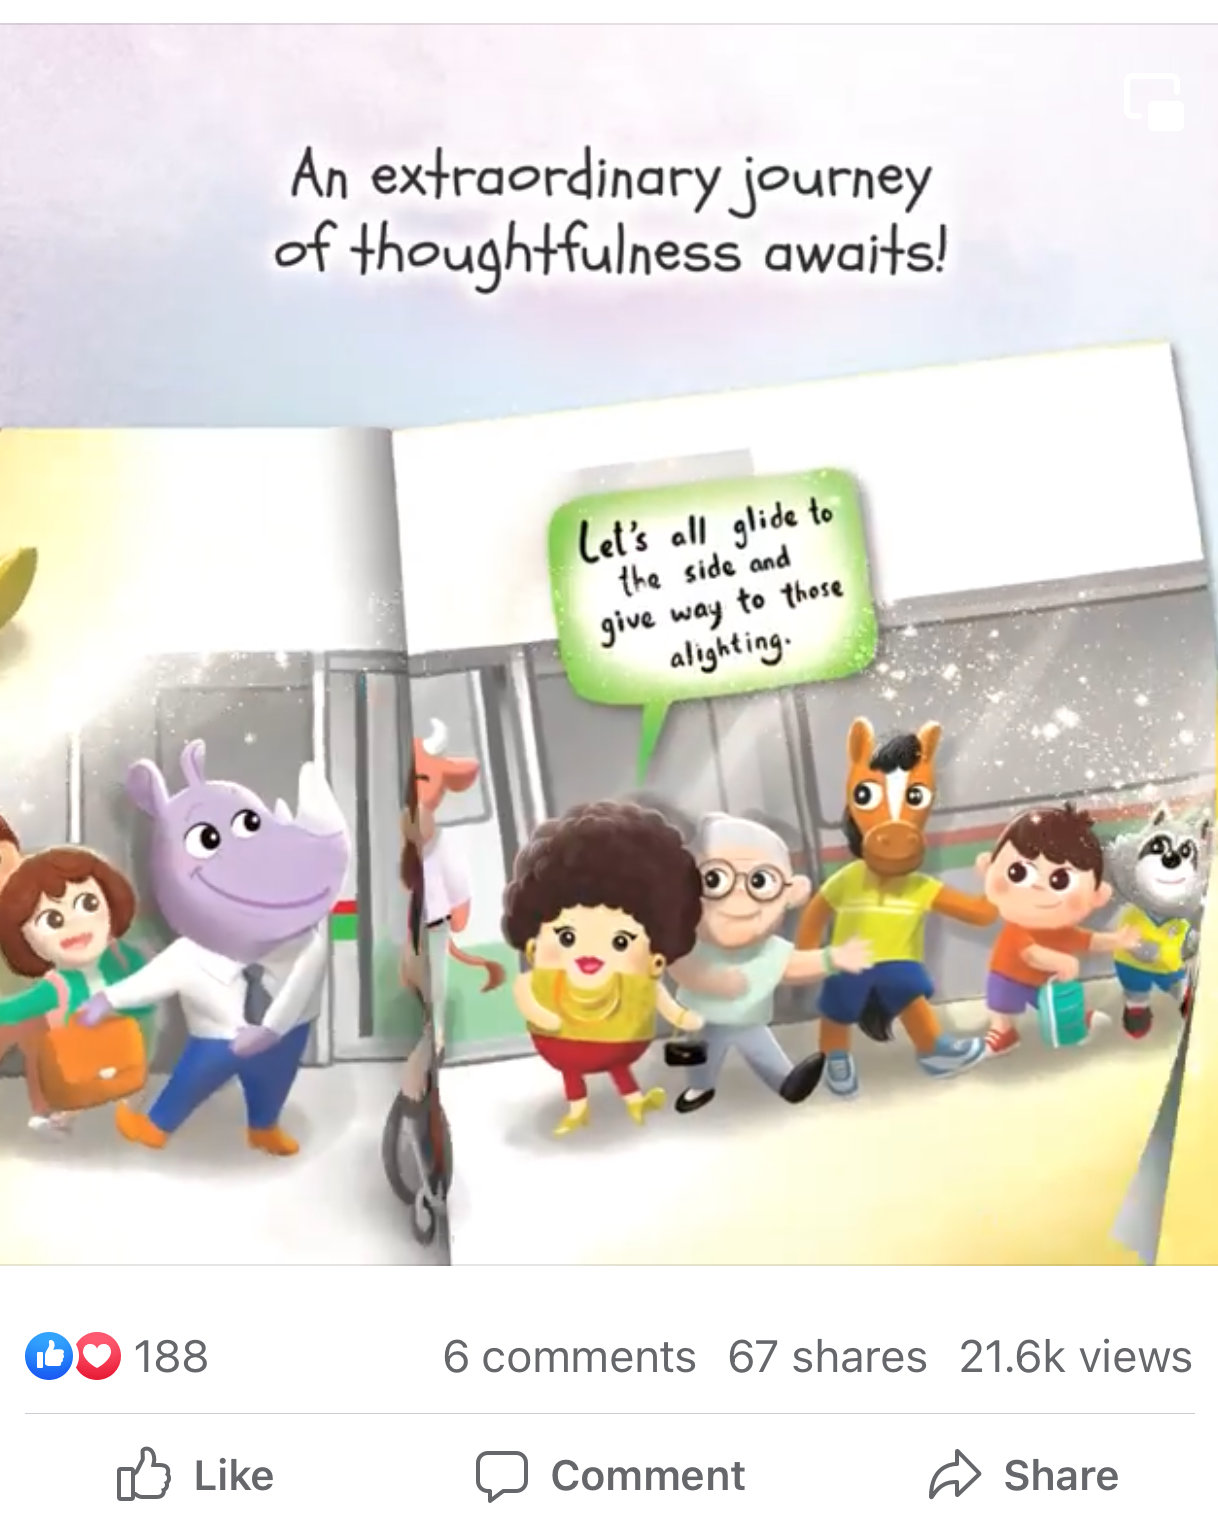 An extraordinary journey
of thoughtfulness awaits!
Let's all glide to
the side and
give way to those
alighting.
188
6 comments 67 shares 21.6k views
Like Comment Share